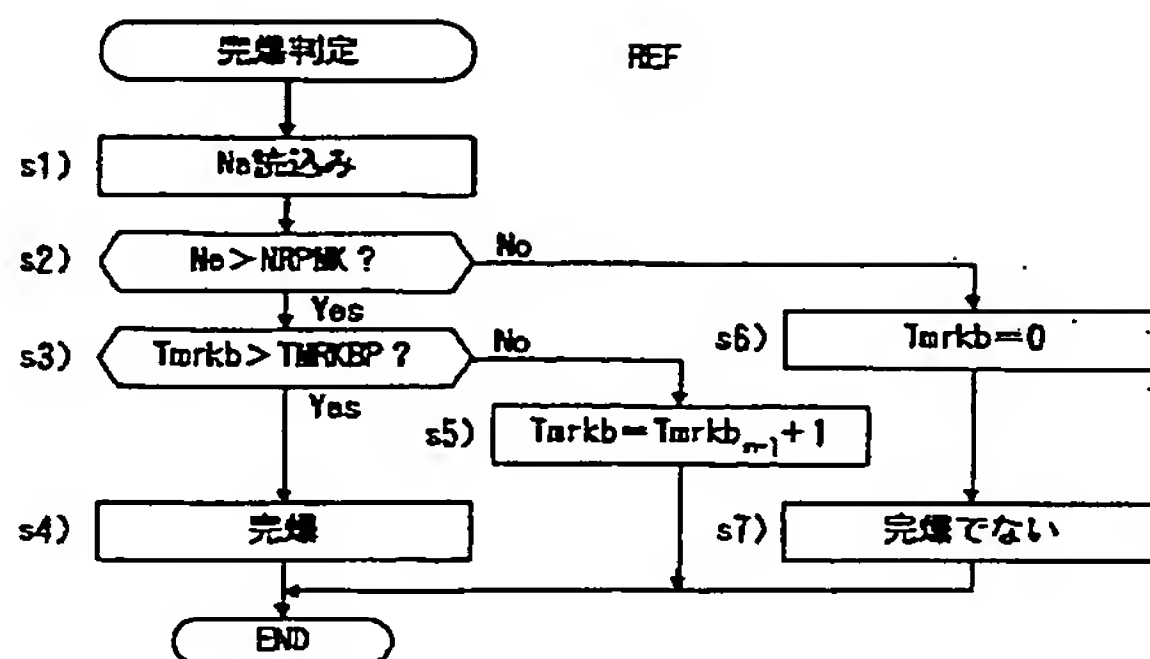 完爆判定
REF
s1)
Ne読込み
s2)
Ne>NRPMK?
No
Yes
s3)
Tmrkb>TMRKBP?
No
Yes
s6)
Tmrkb=0
s5)
Tmrkb=Tmrkbn-1+1
s4)
完爆
s7)
完爆でない
END